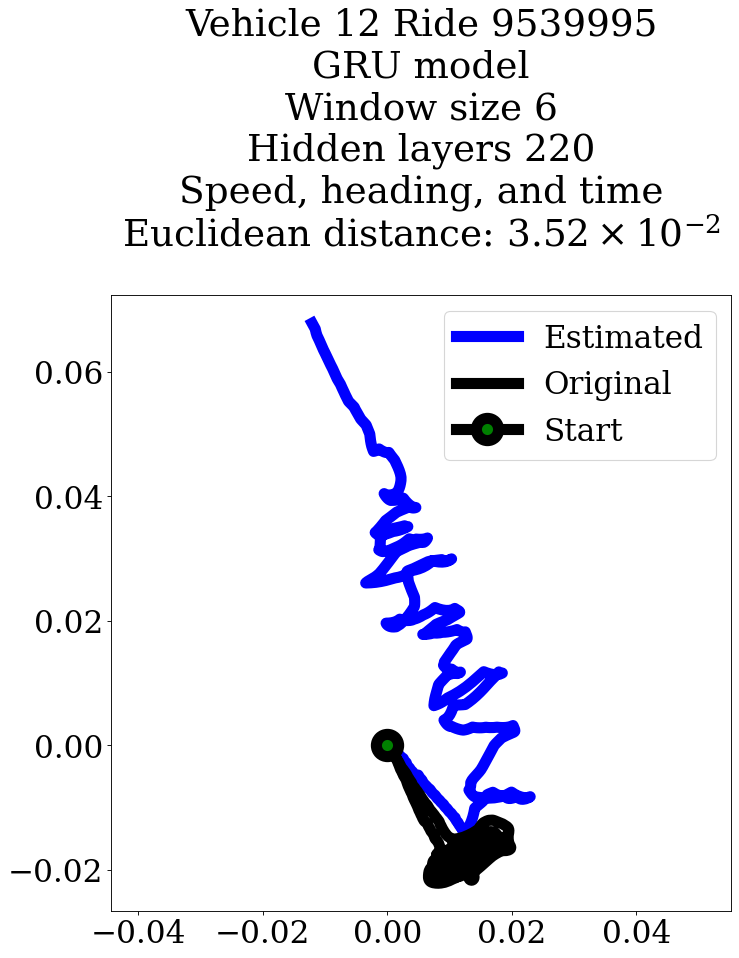 Vehicle 12 Ride 9539995
GRU model
Window size 6
Hidden layers 220
Speed, heading, and time
Euclidean distance: 3.52 × 10⁻²
Estimated
Original
Start
0.06
0.04
0.02
0.00
−0.02
−0.04 −0.02 0.00 0.02 0.04